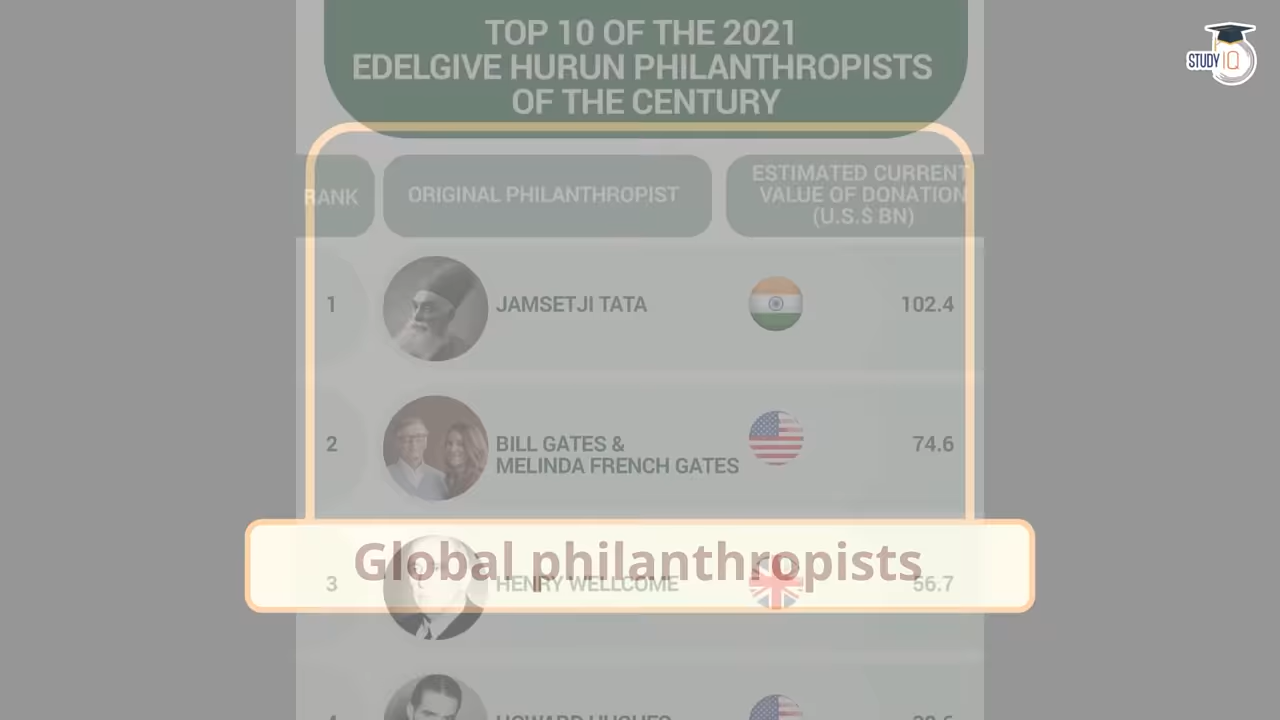 TOP 10 OF THE 2021
EDELGIVE HURUN PHILANTHROPISTS
OF THE CENTURY
STUDY IQ
RANK
ORIGINAL PHILANTHROPIST
ESTIMATED CURRENT
VALUE OF DONATION
(U.S.$ BN)
1 JAMSETJI TATA 102.4
2 BILL GATES &
MELINDA FRENCH GATES 74.6
Global philanthropists
3 HENRY WELLCOME 56.7
HOWARD HUGHES